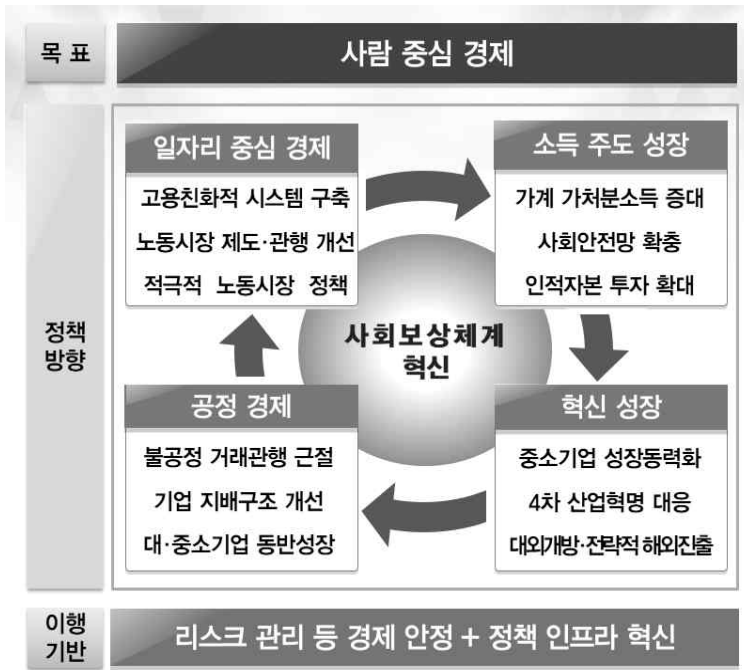 목 표
사람 중심 경제
정책
방향
일자리 중심 경제
고용친화적 시스템 구축
노동시장 제도·관행 개선
적극적 노동시장 정책
소득 주도 성장
가계 가처분소득 증대
사회안전망 확충
인적자본 투자 확대
사회보상체계
혁신
공정 경제
불공정 거래관행 근절
기업 지배구조 개선
대·중소기업 동반성장
혁신 성장
중소기업 성장동력화
4차 산업혁명 대응
대외개방·전략적 해외진출
이행
기반
리스크 관리 등 경제 안정 + 정책 인프라 혁신